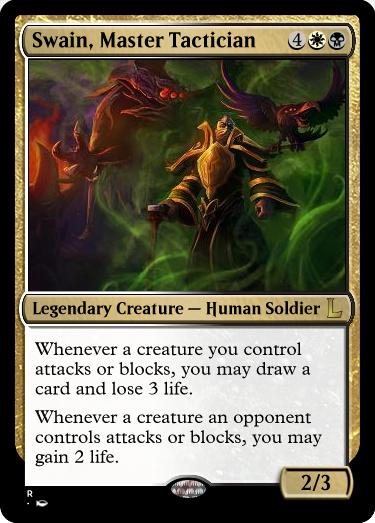 Swain, Master Tactician 4
Legendary Creature — Human Soldier L
Whenever a creature you control
attacks or blocks, you may draw a
card and lose 3 life.
Whenever a creature an opponent
controls attacks or blocks, you may
gain 2 life.
2/3
R